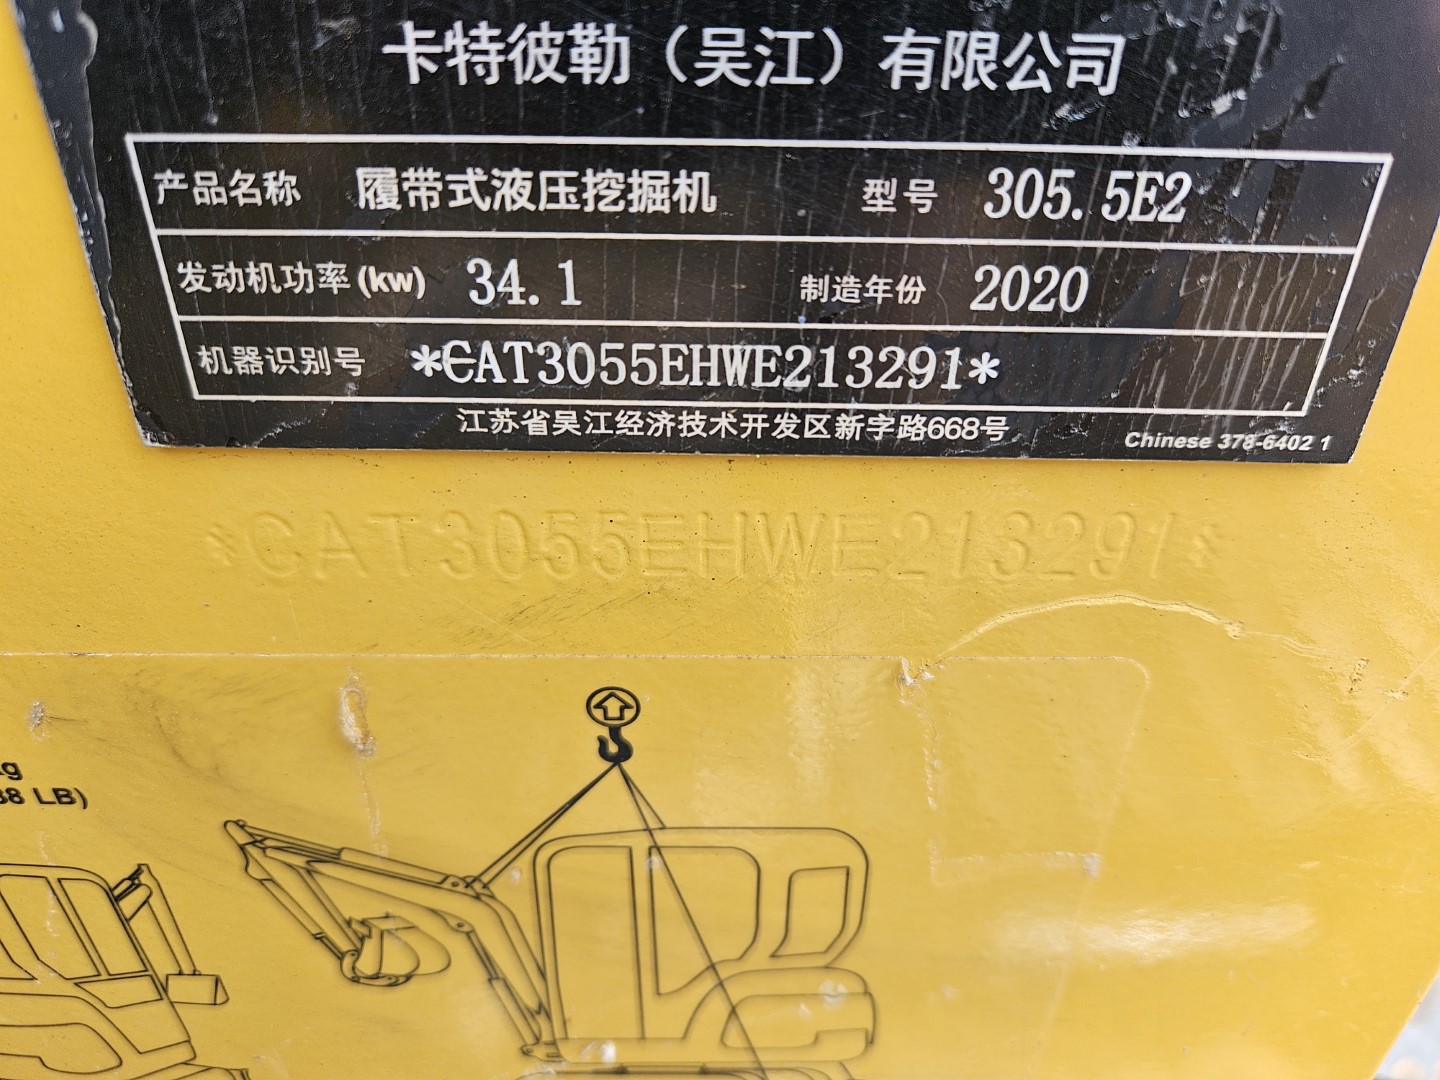 卡特彼勒（吴江）有限公司
产品名称 履带式液压挖掘机 型号 305.5E2
发动机功率(kw) 34.1 制造年份 2020
机器识别号 *CAT3055EHWE213291*
江苏省吴江经济技术开发区新字路668号
Chinese 378-6402 1
*CAT3055EHWE213291*
LB)